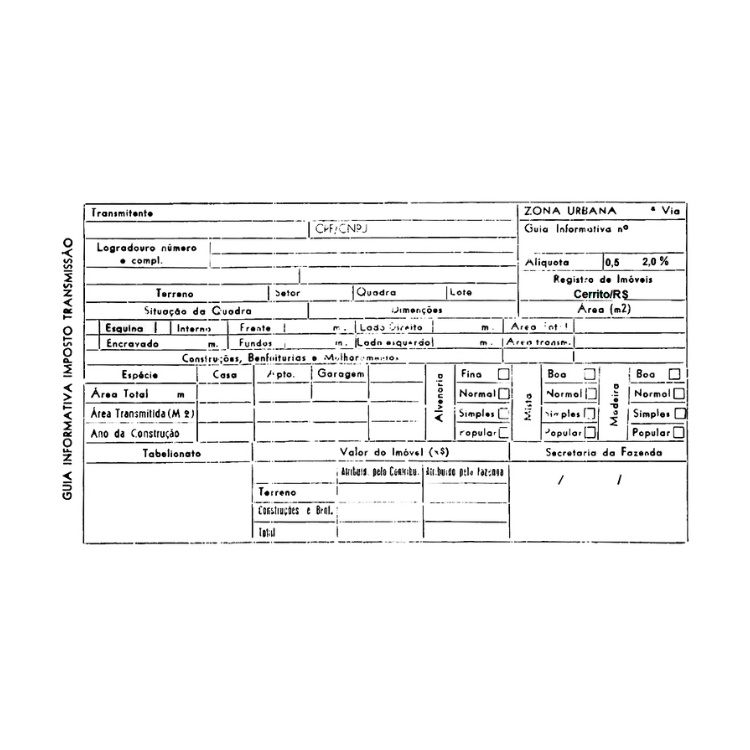 GUIA INFORMATIVA IMPOSTO TRANSMISSÃO
Transmitente
ZONA URBANA ª Via
CPF/CNPJ
Guia Informativa nº
Logradouro número
e compl.
Alíquota 0,5 2,0 %
Registro de Imóveis
Cerrito/RS
Terreno Setor Quadra Lote
Situação da Quadra Dimenções Área (m2)
Esquina Interno Frente m. Lado Direito m. Área Total
Encravado m. Fundos m. Lado esquerdo m. Área transm.
Construções, Benfeitorias e Melhoramentos
Espécie Casa Apto. Garagem
Área Total m
Área Transmitida (M 2)
Ano da Construção
Alvenaria
Fina
Normal
Simples
Popular
Mista
Boa
Normal
Simples
Popular
Madeira
Boa
Normal
Simples
Popular
Tabelionato Valor do Imóvel (R$) Secretaria da Fazenda
Atribuid. pelo Contribu. Atribuido pela Fazenda
/ /
Terreno
Construções e Benf.
Total